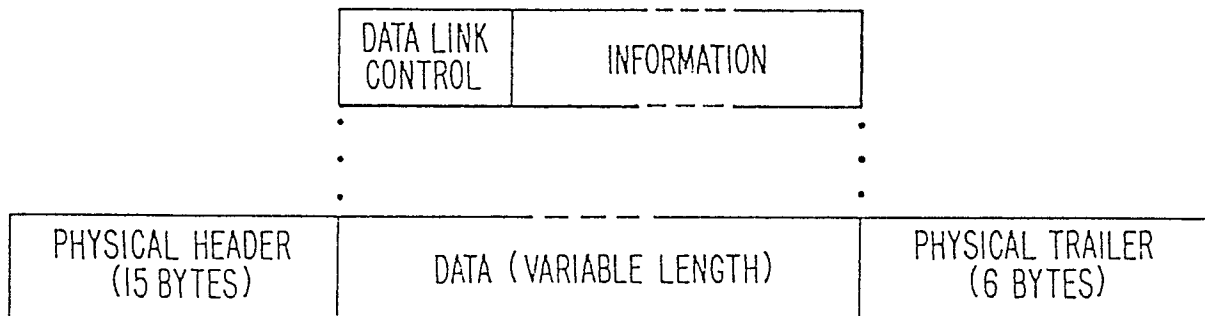 DATA LINK
CONTROL
INFORMATION
PHYSICAL HEADER
(15 BYTES)
DATA (VARIABLE LENGTH)
PHYSICAL TRAILER
(6 BYTES)